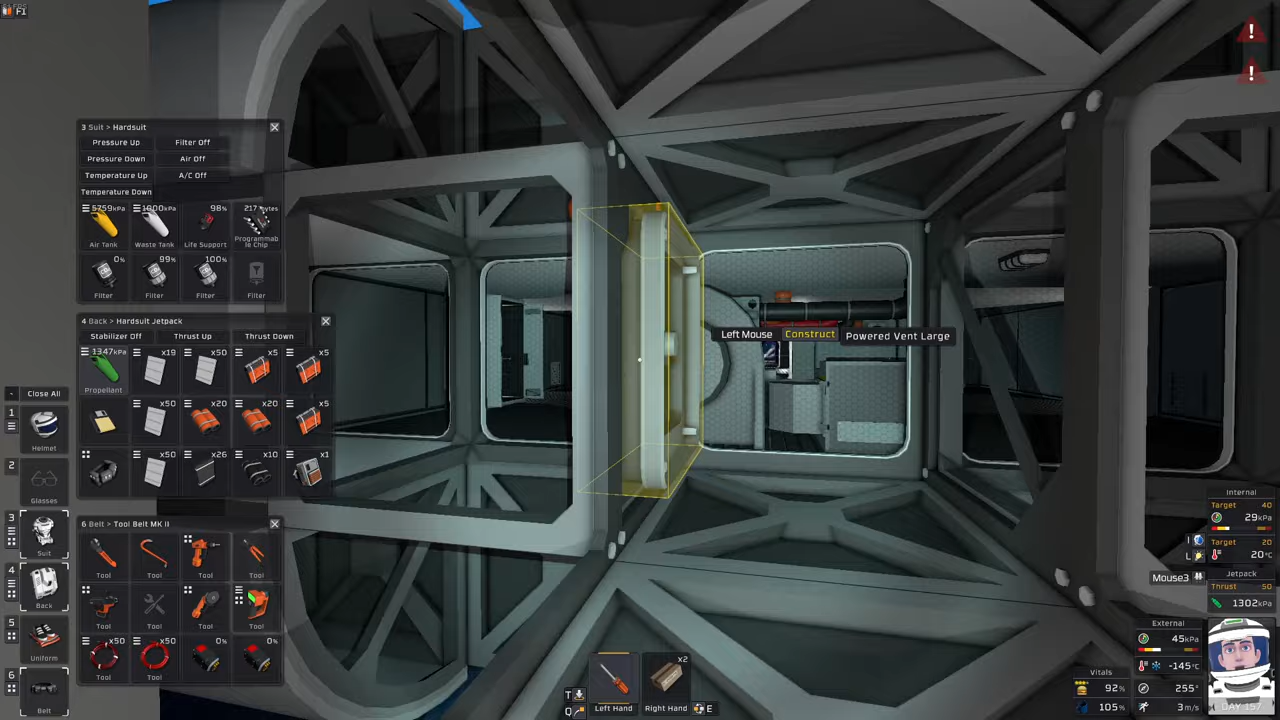 F1
3 Suit > Hardsuit
Pressure Up Filter Off
Pressure Down Air Off
Temperature Up A/C Off
Temperature Down
5759kPa 1800kPa 98% 217 bytes
Air Tank Waste Tank Life Support Programmable Chip
0% 99% 100%
Filter Filter Filter Filter
4 Back > Hardsuit Jetpack
Stabilizer Off Thrust Up Thrust Down
1347kPa x19 x50 x5 x5
Propellant
x50 x20 x20 x5
x50 x26 x10 x1
6 Belt > Tool Belt MK II
Tool Tool Tool Tool
Tool Tool Tool Tool
x50 x50 0% 0%
Tool Tool Tool Tool
- Close All
1 Helmet
2 Glasses
3 Suit
4 Back
5 Uniform
6 Belt
Left Mouse Construct Powered Vent Large
T
Q
Left Hand
x2
Right Hand E
Internal
Target 40
29kPa
Target 20
20°C
Mouse3
Jetpack
Thrust 50
1302kPa
External
45kPa
-145°C
255°
3m/s
Vitals
92%
105%
DAY 157